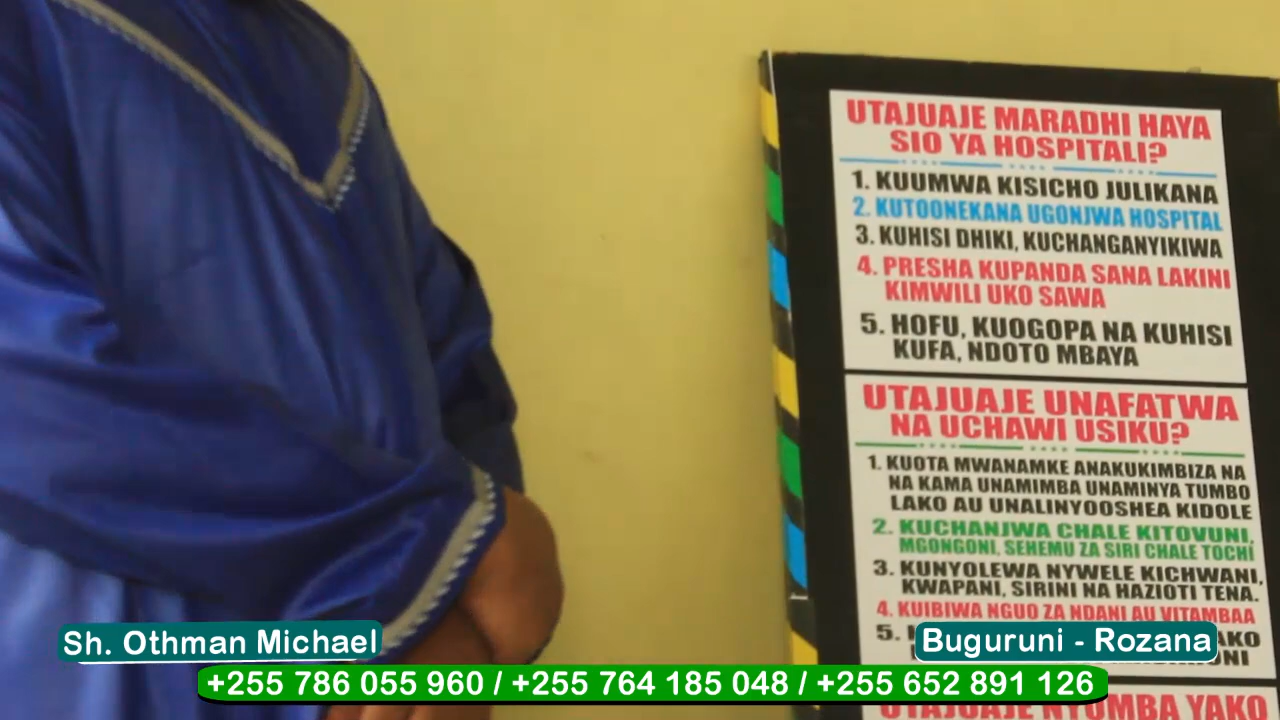 UTAJUAJE MARADHI HAYA
SIO YA HOSPITALI?
1. KUUMWA KISICHO JULIKANA
2. KUTOONEKANA UGONJWA HOSPITAL
3. KUHISI DHIKI, KUCHANGANYIKIWA
4. PRESHA KUPANDA SANA LAKINI
KIMWILI UKO SAWA
5. HOFU, KUOGOPA NA KUHISI
KUFA, NDOTO MBAYA
UTAJUAJE UNAFATWA
NA UCHAWI USIKU?
1. KUOTA MWANAMKE ANAKUKIMBIZA NA
NA KAMA UNAMIMBA UNAMINYA TUMBO
LAKO AU UNALINYOOSHEA KIDOLE
2. KUCHANJWA CHALE KITOVUNI,
MGONGONI, SEHEMU ZA SIRI CHALE TOCHI
3. KUNYOLEWA NYWELE KICHWANI,
KWAPANI, SIRINI NA HAZIOTI TENA.
4. KUIBIWA NGUO ZA NDANI AU VITAMBAA
5.
UTAJUAJE NYUMBA YAKO
Sh. Othman Michael
Buguruni - Rozana
+255 786 055 960 / +255 764 185 048 / +255 652 891 126